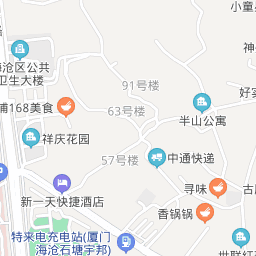 小童
神
91号楼
海沧区公共
卫生大楼
好
63号楼
浦168美食
半山公寓
祥庆花园
57号楼
中通快递
新一天快捷酒店
寻味
古
香锅锅
特来电充电站(厦门
海沧石塘宇邦)
世联红